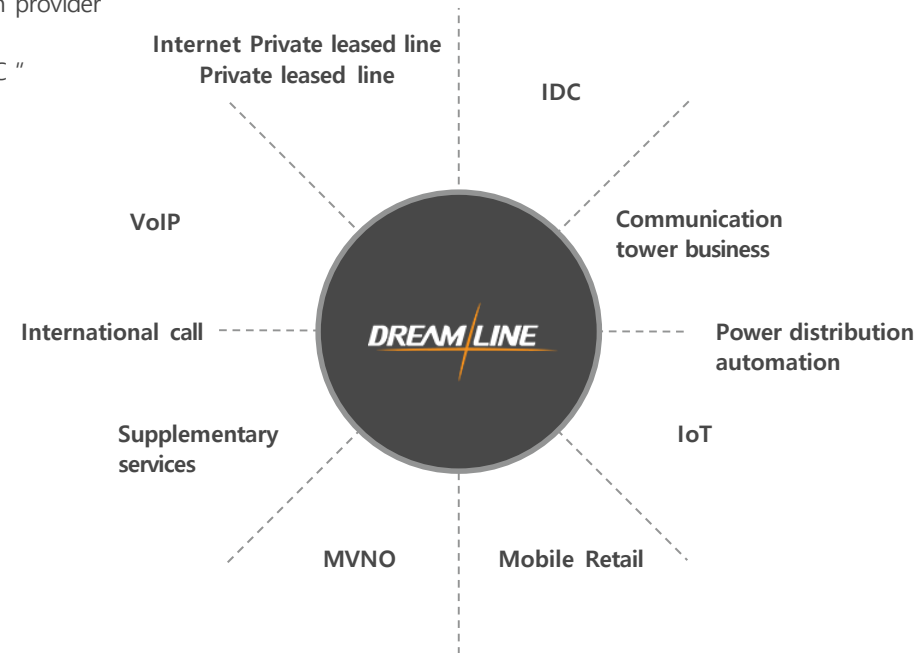 provider
C "
Internet Private leased line
Private leased line
IDC
VoIP
Communication
tower business
International call
DREAM LINE
Power distribution
automation
Supplementary
services
IoT
MVNO
Mobile Retail